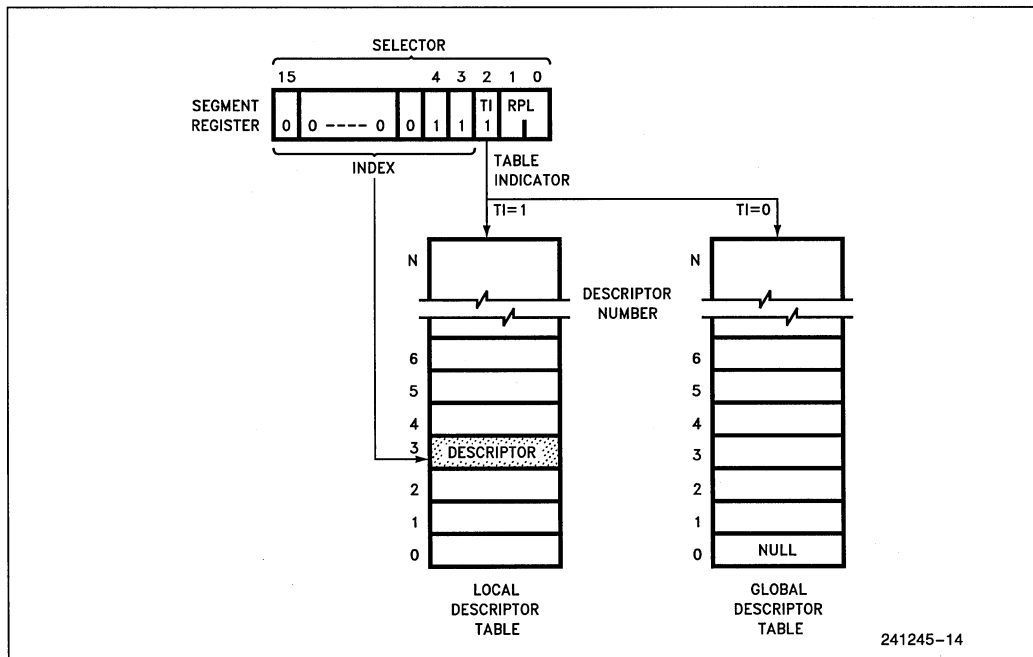 SELECTOR
15 4 3 2 1 0
SEGMENT REGISTER
TI RPL
0 0 ---- 0 0 1 1 1
INDEX
TABLE
INDICATOR
TI=1 TI=0
N N
DESCRIPTOR
NUMBER
6 6
5 5
4 4
3 DESCRIPTOR 3
2 2
1 1
0 0 NULL
LOCAL
DESCRIPTOR
TABLE
GLOBAL
DESCRIPTOR
TABLE
241245-14